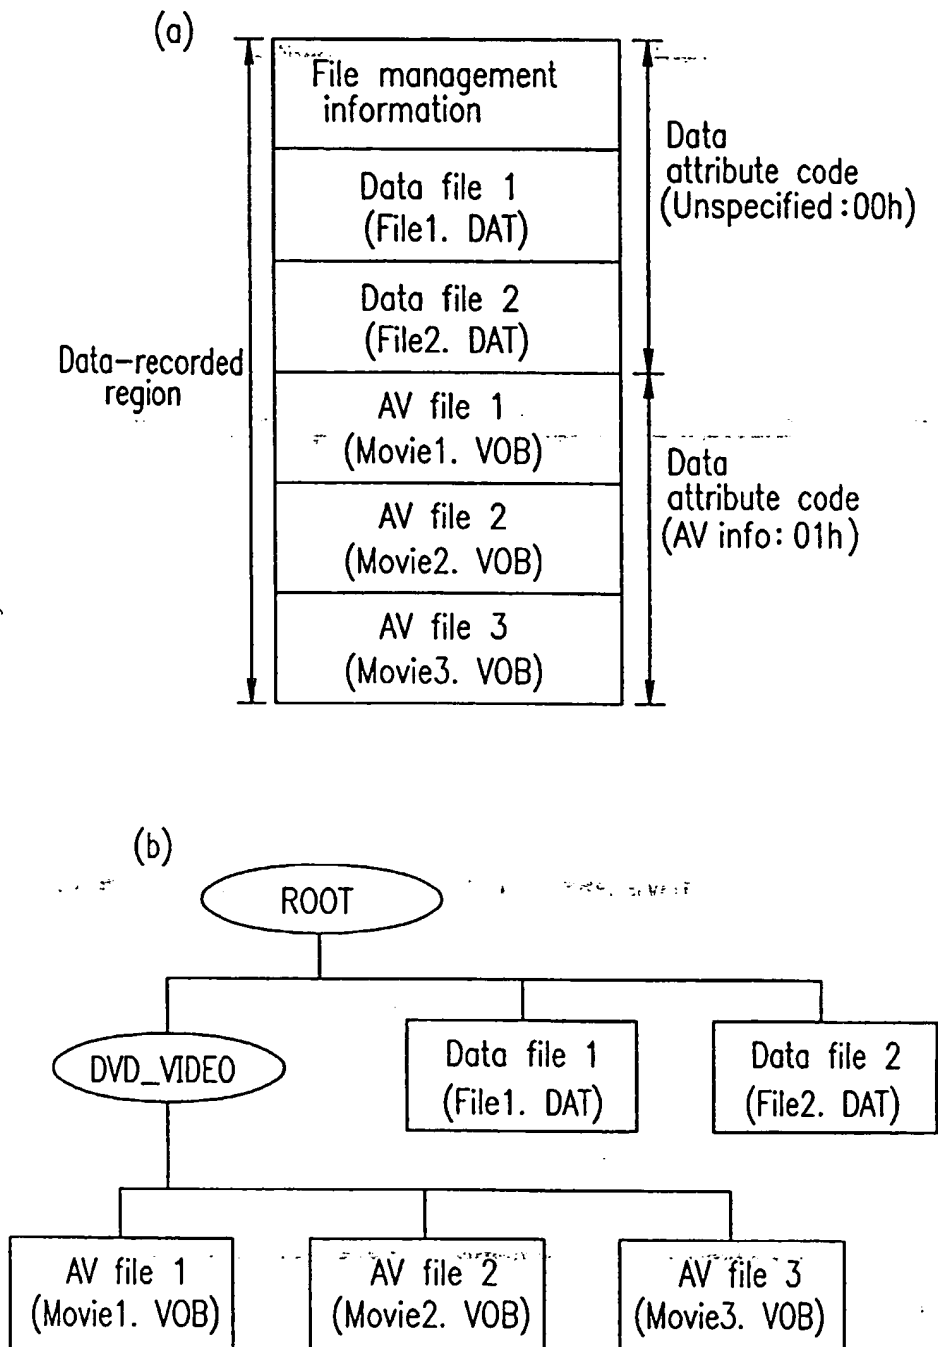 (a)
File management
information
Data file 1
(File1. DAT)
Data file 2
(File2. DAT)
AV file 1
(Movie1. VOB)
AV file 2
(Movie2. VOB)
AV file 3
(Movie3. VOB)
Data-recorded
region
Data
attribute code
(Unspecified:00h)
Data
attribute code
(AV info:01h)
(b)
ROOT
DVD_VIDEO
Data file 1
(File1. DAT)
Data file 2
(File2. DAT)
AV file 1
(Movie1. VOB)
AV file 2
(Movie2. VOB)
AV file 3
(Movie3. VOB)